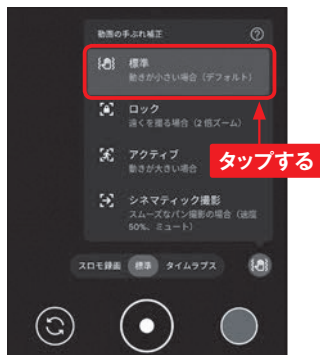 動画の手ぶれ補正
標準
動きが小さい場合（デフォルト）
ロック
遠くを撮る場合（2 倍ズーム）
アクティブ
動きが大きい場合
タップする
シネマティック撮影
スムーズなパン撮影の場合（速度
50%、ミュート）
スロモ録画 標準 タイムラプス